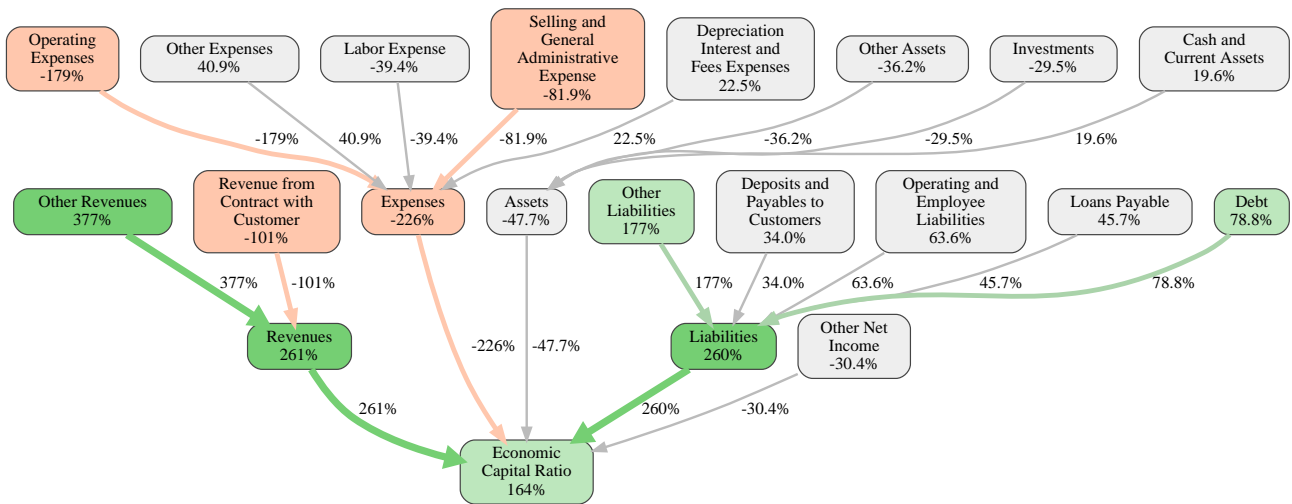 Operating
Expenses
-179%
Other Expenses
40.9%
Labor Expense
-39.4%
Selling and
General
Administrative
Expense
-81.9%
Depreciation
Interest and
Fees Expenses
22.5%
Other Assets
-36.2%
Investments
-29.5%
Cash and
Current Assets
19.6%
-179%
40.9%
-39.4%
-81.9%
22.5%
-36.2%
-29.5%
19.6%
Other Revenues
377%
Revenue from
Contract with
Customer
-101%
Expenses
-226%
Assets
-47.7%
Other
Liabilities
177%
Deposits and
Payables to
Customers
34.0%
Operating and
Employee
Liabilities
63.6%
Loans Payable
45.7%
Debt
78.8%
377%
-101%
177%
34.0%
63.6%
45.7%
78.8%
Revenues
261%
-226%
-47.7%
Liabilities
260%
Other Net
Income
-30.4%
261%
260%
-30.4%
Economic
Capital Ratio
164%